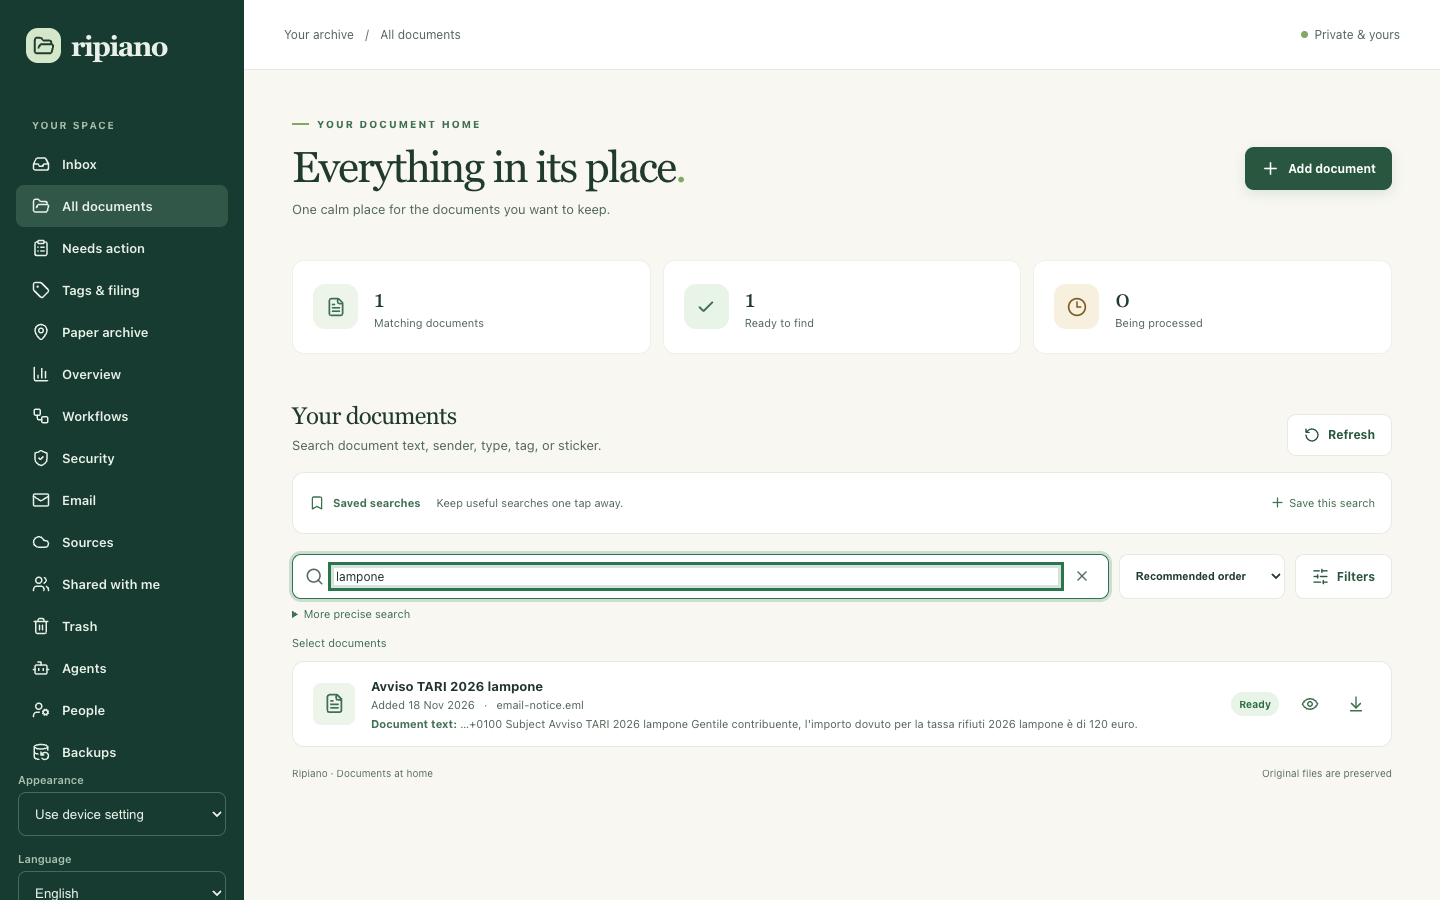 ripiano
YOUR SPACE
Inbox
All documents
Needs action
Tags & filing
Paper archive
Overview
Workflows
Security
Email
Sources
Shared with me
Trash
Agents
People
Backups
Appearance
Use device setting
Language
English
Your archive / All documents
Private & yours
YOUR DOCUMENT HOME
Everything in its place.
One calm place for the documents you want to keep.
Add document
1
Matching documents
1
Ready to find
0
Being processed
Your documents
Search document text, sender, type, tag, or sticker.
Refresh
Saved searches Keep useful searches one tap away.
Save this search
lampone
Recommended order
Filters
More precise search
Select documents
Avviso TARI 2026 lampone
Added 18 Nov 2026 · email-notice.eml
Document text: ...+0100 Subject Avviso TARI 2026 lampone Gentile contribuente, l'importo dovuto per la tassa rifiuti 2026 lampone è di 120 euro.
Ready
Ripiano · Documents at home
Original files are preserved